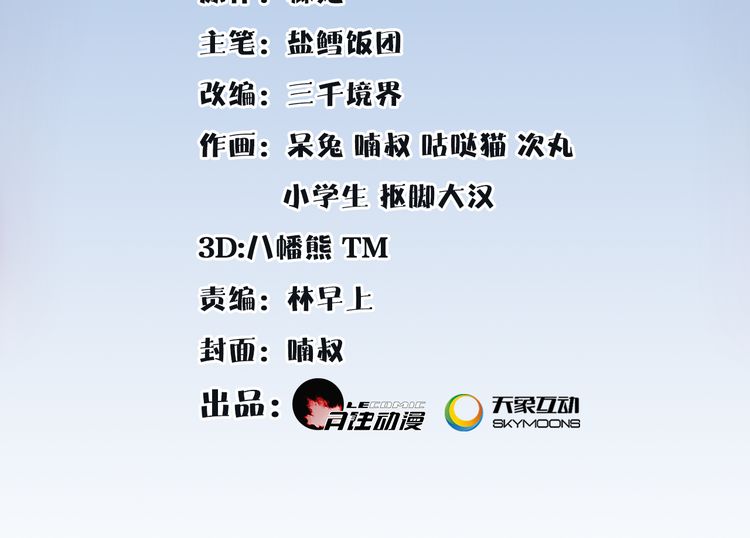 主笔：盐鳕饭团
改编：三千境界
作画：呆兔 喃叔 咕哒猫 次丸
小学生 抠脚大汉
3D:八幡熊 TM
责编：林早上
封面：喃叔
出品：
LECOMIC
动漫
天象互动
SKYMOONS